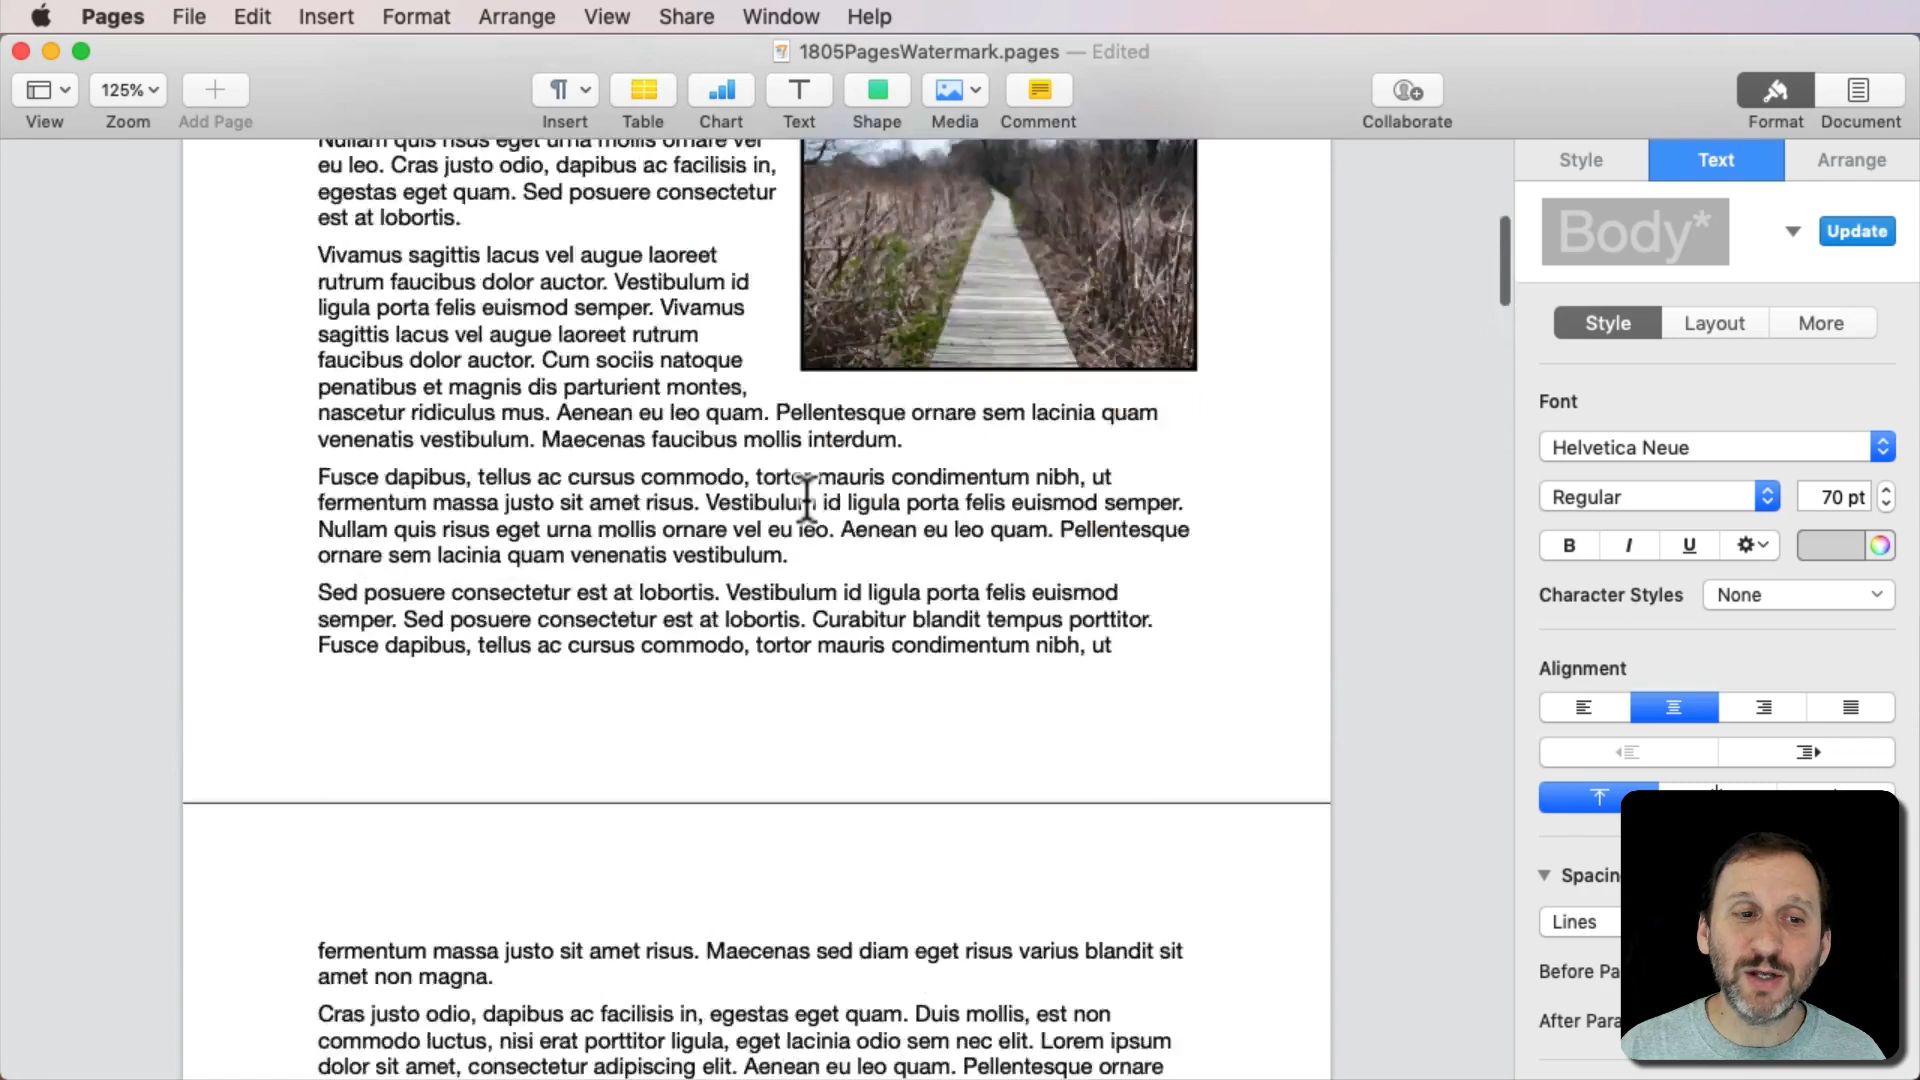 Pages File Edit Insert Format Arrange View Share Window Help
1805PagesWatermark.pages — Edited
125%
View Zoom Add Page Insert Table Chart Text Shape Media Comment Collaborate Format Document
Nullam quis risus eget urna mollis ornare vel
eu leo. Cras justo odio, dapibus ac facilisis in,
egestas eget quam. Sed posuere consectetur
est at lobortis.
Vivamus sagittis lacus vel augue laoreet
rutrum faucibus dolor auctor. Vestibulum id
ligula porta felis euismod semper. Vivamus
sagittis lacus vel augue laoreet rutrum
faucibus dolor auctor. Cum sociis natoque
penatibus et magnis dis parturient montes,
nascetur ridiculus mus. Aenean eu leo quam. Pellentesque ornare sem lacinia quam
venenatis vestibulum. Maecenas faucibus mollis interdum.
Fusce dapibus, tellus ac cursus commodo, tortor mauris condimentum nibh, ut
fermentum massa justo sit amet risus. Vestibulum id ligula porta felis euismod semper.
Nullam quis risus eget urna mollis ornare vel eu leo. Aenean eu leo quam. Pellentesque
ornare sem lacinia quam venenatis vestibulum.
Sed posuere consectetur est at lobortis. Vestibulum id ligula porta felis euismod
semper. Sed posuere consectetur est at lobortis. Curabitur blandit tempus porttitor.
Fusce dapibus, tellus ac cursus commodo, tortor mauris condimentum nibh, ut
fermentum massa justo sit amet risus. Maecenas sed diam eget risus varius blandit sit
amet non magna.
Cras justo odio, dapibus ac facilisis in, egestas eget quam. Duis mollis, est non
commodo luctus, nisi erat porttitor ligula, eget lacinia odio sem nec elit. Lorem ipsum
dolor sit amet, consectetur adipiscing elit. Aenean eu leo quam. Pellentesque ornare
Style Text Arrange
Body* Update
Style Layout More
Font
Helvetica Neue
Regular 70 pt
B I U
Character Styles None
Alignment
Spacin
Lines
Before Pa
After Para